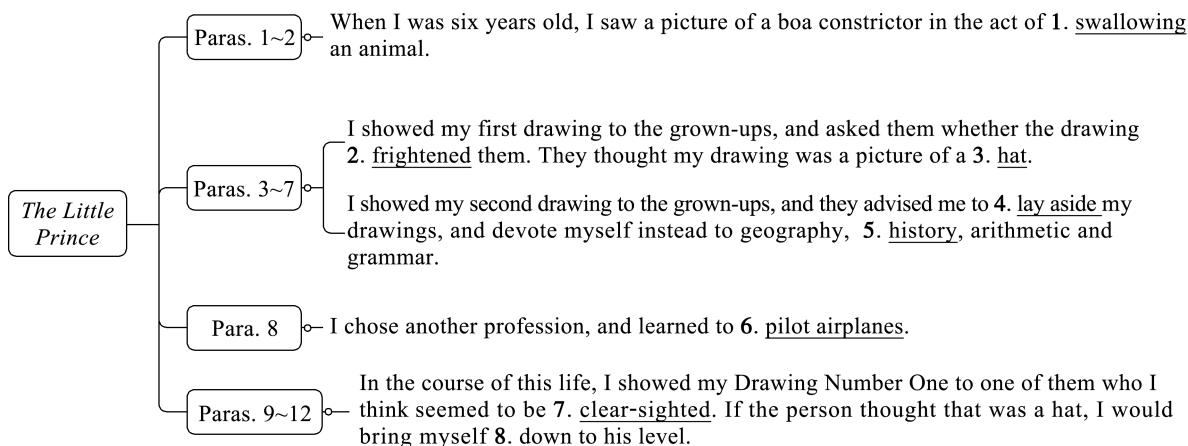 When I was six years old, I saw a picture of a boa constrictor in the act of 1. swallowing
Paras. 1~2
an animal.
I showed my first drawing to the grown-ups, and asked them whether the drawing
2. frightened them. They thought my drawing was a picture of a 3. hat.
Paras. 3~7
I showed my second drawing to the grown-ups, and they advised me to 4. lay aside my
drawings, and devote myself instead to geography, 5. history, arithmetic and
grammar.
The Little
Prince
Para. 8
I chose another profession, and learned to 6. pilot airplanes.
In the course of this life, I showed my Drawing Number One to one of them who I
Paras. 9~12
think seemed to be 7. clear-sighted. If the person thought that was a hat, I would
bring myself 8. down to his level.